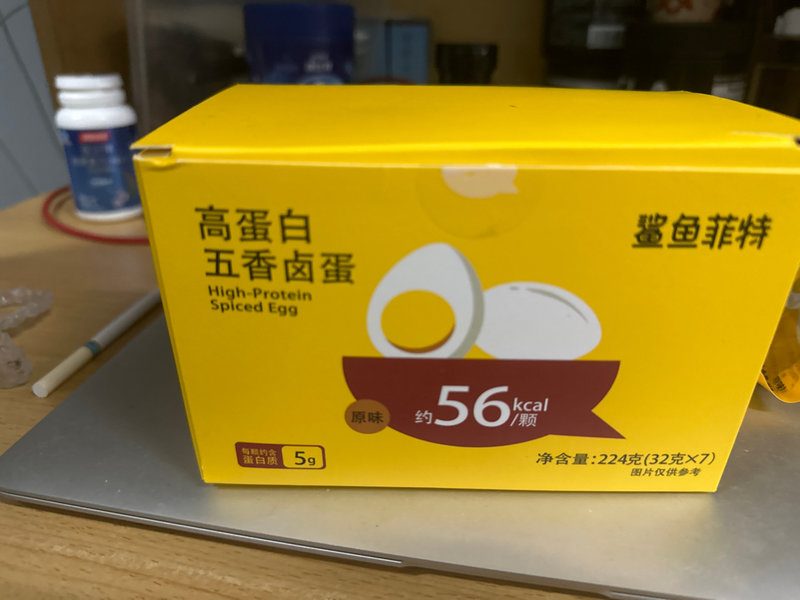 高蛋白
五香卤蛋
High-Protein
Spiced Egg
鲨鱼菲特
原味
约56kcal/颗
每颗约含
蛋白质
5g
净含量:224克(32克×7)
图片仅供参考